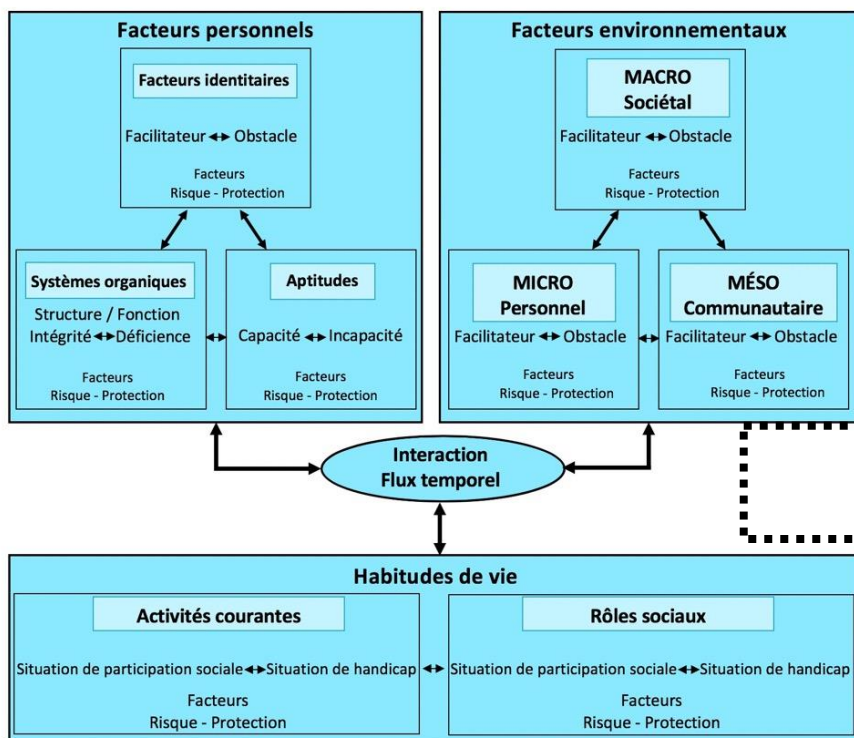 Facteurs personnels
Facteurs identitaires
Facilitateur ↔ Obstacle
Facteurs
Risque - Protection
Systèmes organiques
Structure / Fonction
Intégrité ↔ Déficience
Facteurs
Risque - Protection
Aptitudes
Capacité ↔ Incapacité
Facteurs
Risque - Protection
Facteurs environnementaux
MACRO
Sociétal
Facilitateur ↔ Obstacle
Facteurs
Risque - Protection
MICRO
Personnel
Facilitateur ↔ Obstacle
Facteurs
Risque - Protection
MÉSO
Communautaire
Facilitateur ↔ Obstacle
Facteurs
Risque - Protection
Interaction
Flux temporel
Habitudes de vie
Activités courantes
Situation de participation sociale ↔ Situation de handicap
Facteurs
Risque - Protection
Rôles sociaux
Situation de participation sociale ↔ Situation de handicap
Facteurs
Risque - Protection